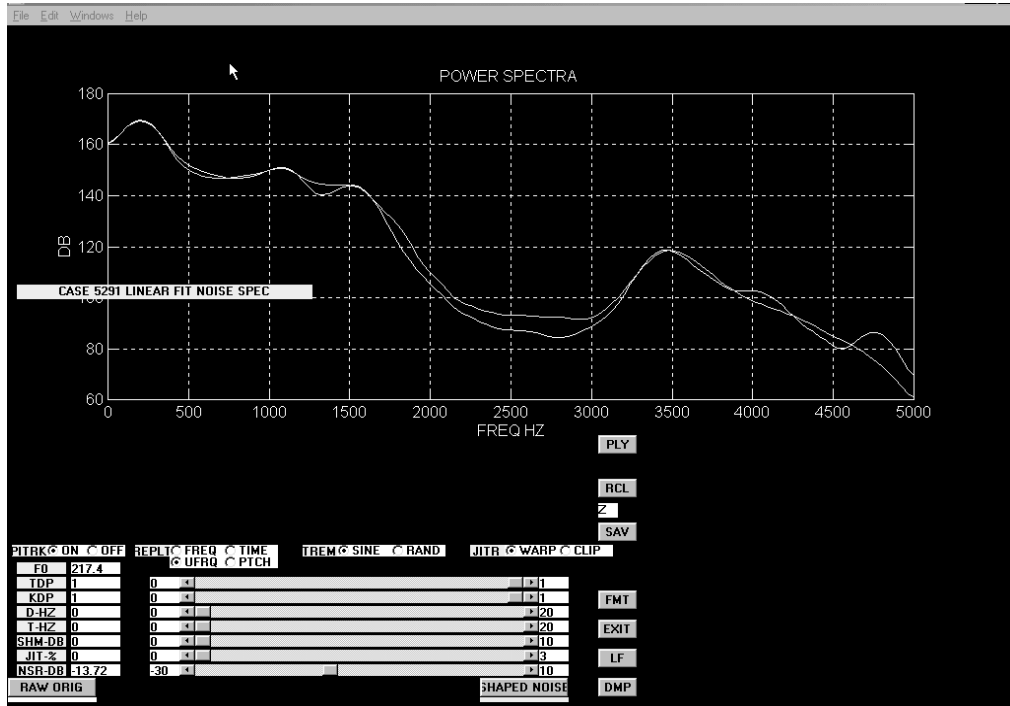 File Edit Windows Help
POWER SPECTRA
180
160
140
DB
120
100
CASE 5291 LINEAR FIT NOISE SPEC
80
60
0 500 1000 1500 2000 2500 3000 3500 4000 4500 5000
FREQ HZ
PLY
RCL
Z
SAV
PITRK ON OFF REPLT FREQ TIME TREM SINE RAND JITR WARP CLIP
UFRQ PTCH
F0 217.4
TDP 1 0 1
KDP 1 0 1
D-HZ 0 0 20
T-HZ 0 0 20
SHM-DB 0 0 10
JIT-% 0 0 3
NSR-DB -13.72 -30 10
FMT
EXIT
LF
RAW ORIG SHAPED NOISE DMP